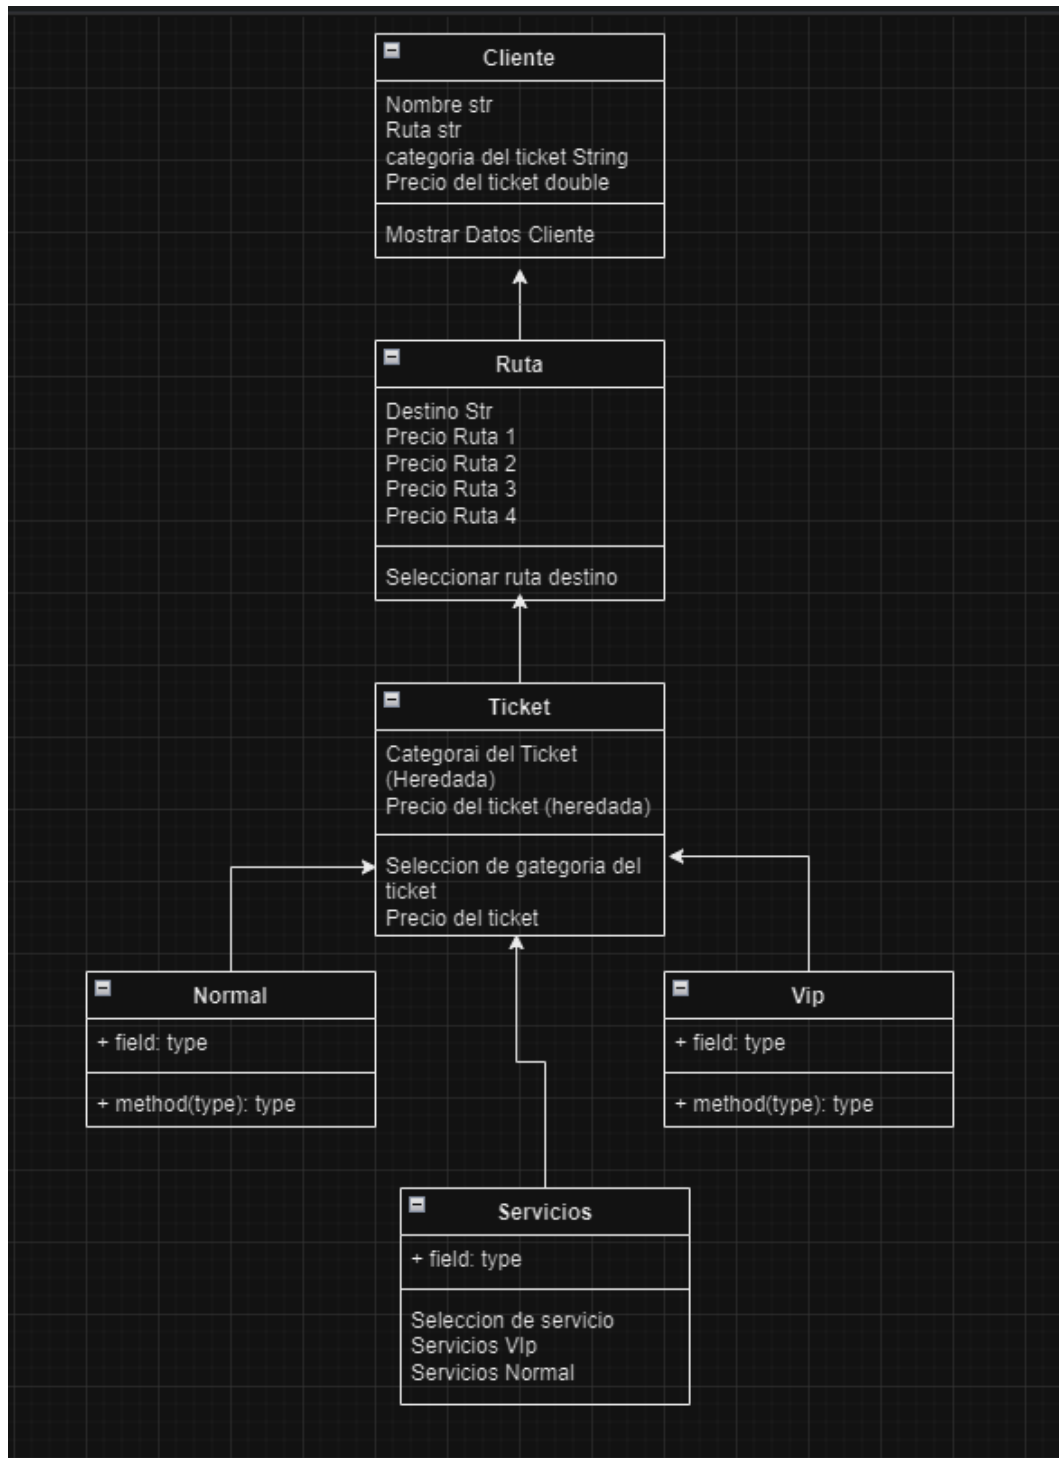 Cliente
Nombre str
Ruta str
categoria del ticket String
Precio del ticket double
Mostrar Datos Cliente
Ruta
Destino Str
Precio Ruta 1
Precio Ruta 2
Precio Ruta 3
Precio Ruta 4
Seleccionar ruta destino
Ticket
Categorai del Ticket
(Heredada)
Precio del ticket (heredada)
Seleccion de gategoria del
ticket
Precio del ticket
Normal
+ field: type
+ method(type): type
Vip
+ field: type
+ method(type): type
Servicios
+ field: type
Seleccion de servicio
Servicios VIp
Servicios Normal